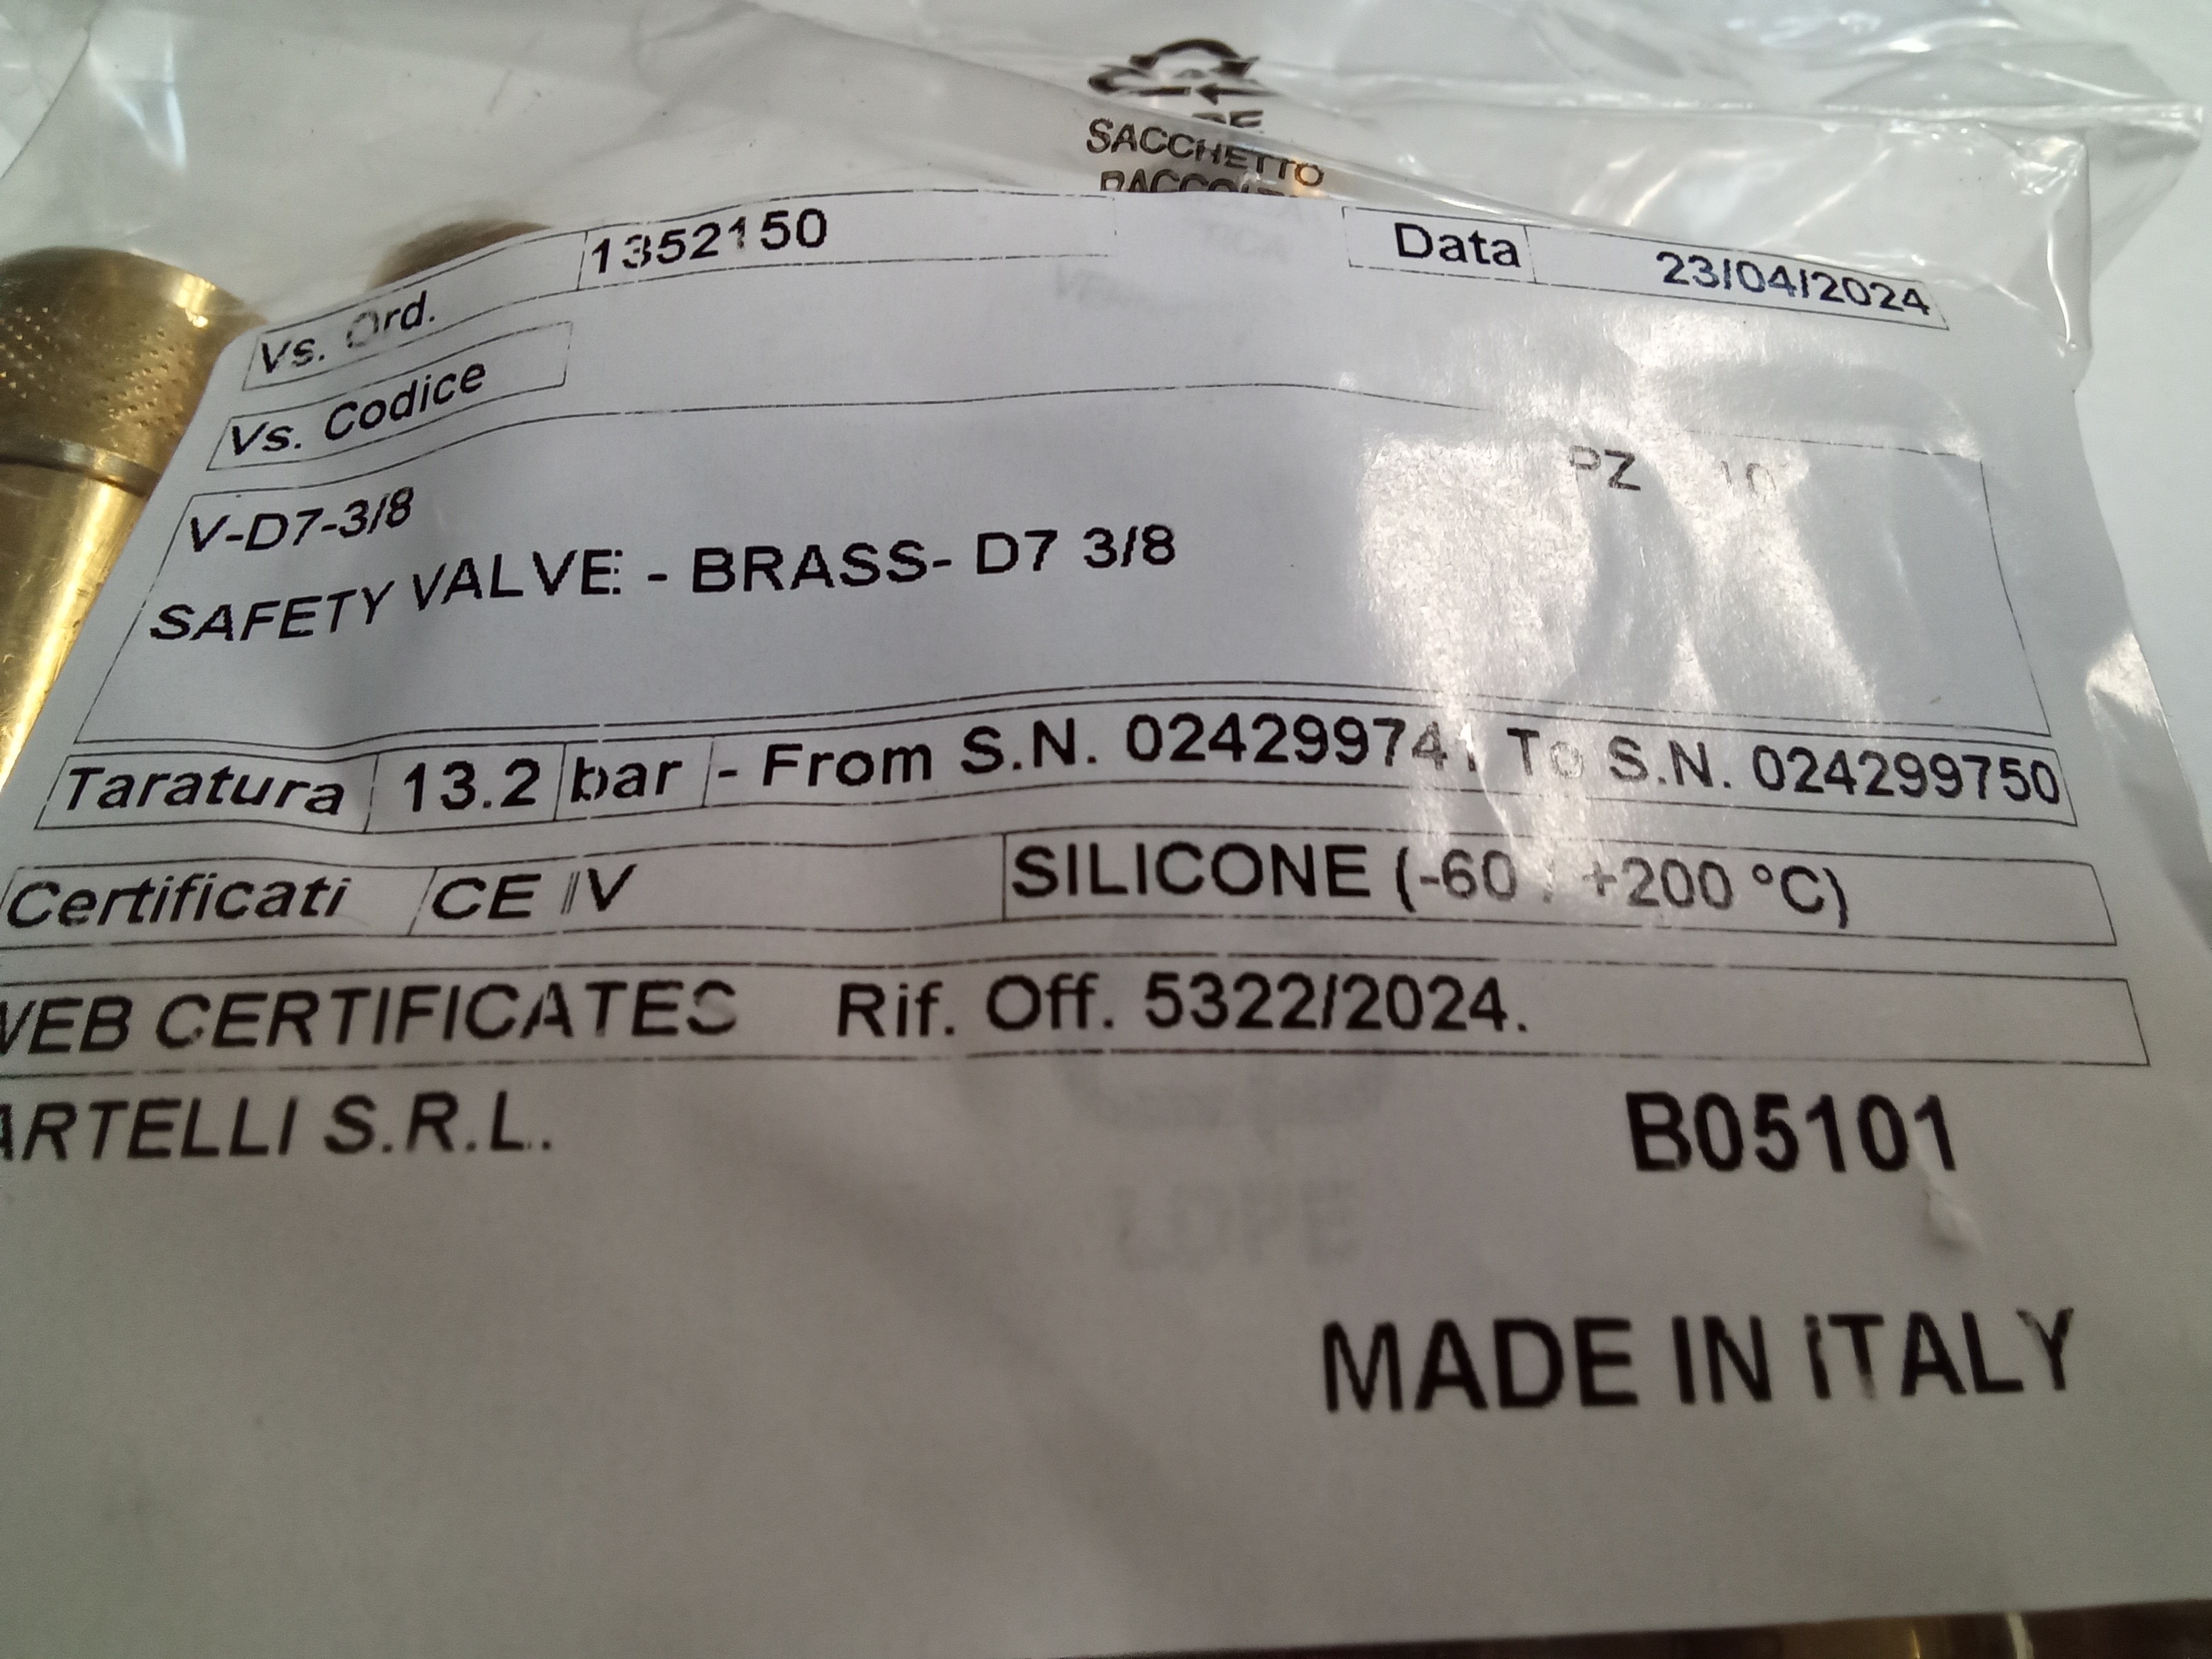 SACCHETTO
Vs. Ord. 1352150 Data 23/04/2024
Vs. Codice
V-D7-3/8 PZ 10
SAFETY VALVE - BRASS- D7 3/8
Taratura 13.2 bar - From S.N. 024299741 To S.N. 024299750
Certificati CE IV SILICONE (-60 / +200 °C)
WEB CERTIFICATES Rif. Off. 5322/2024.
ARTELLI S.R.L. B05101
MADE IN ITALY